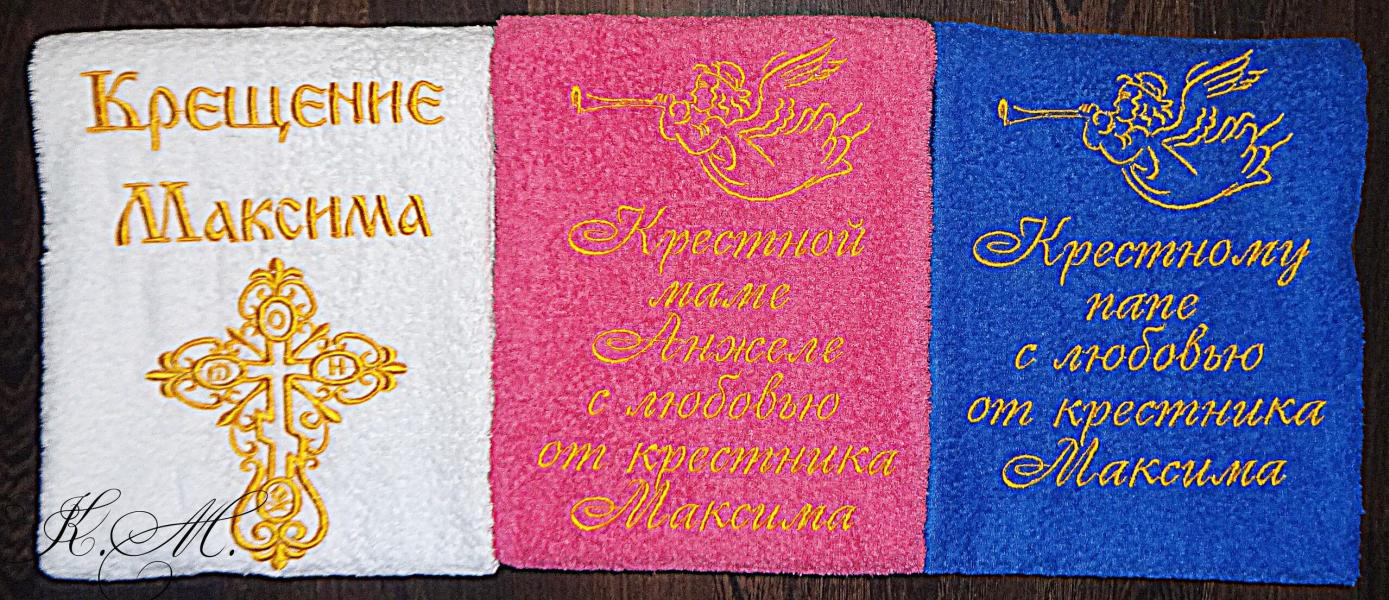 Крещение
Максима
К. М.
Крестной
маме
Анжеле
с любовью
от крестника
Максима
Крестному
папе
с любовью
от крестника
Максима